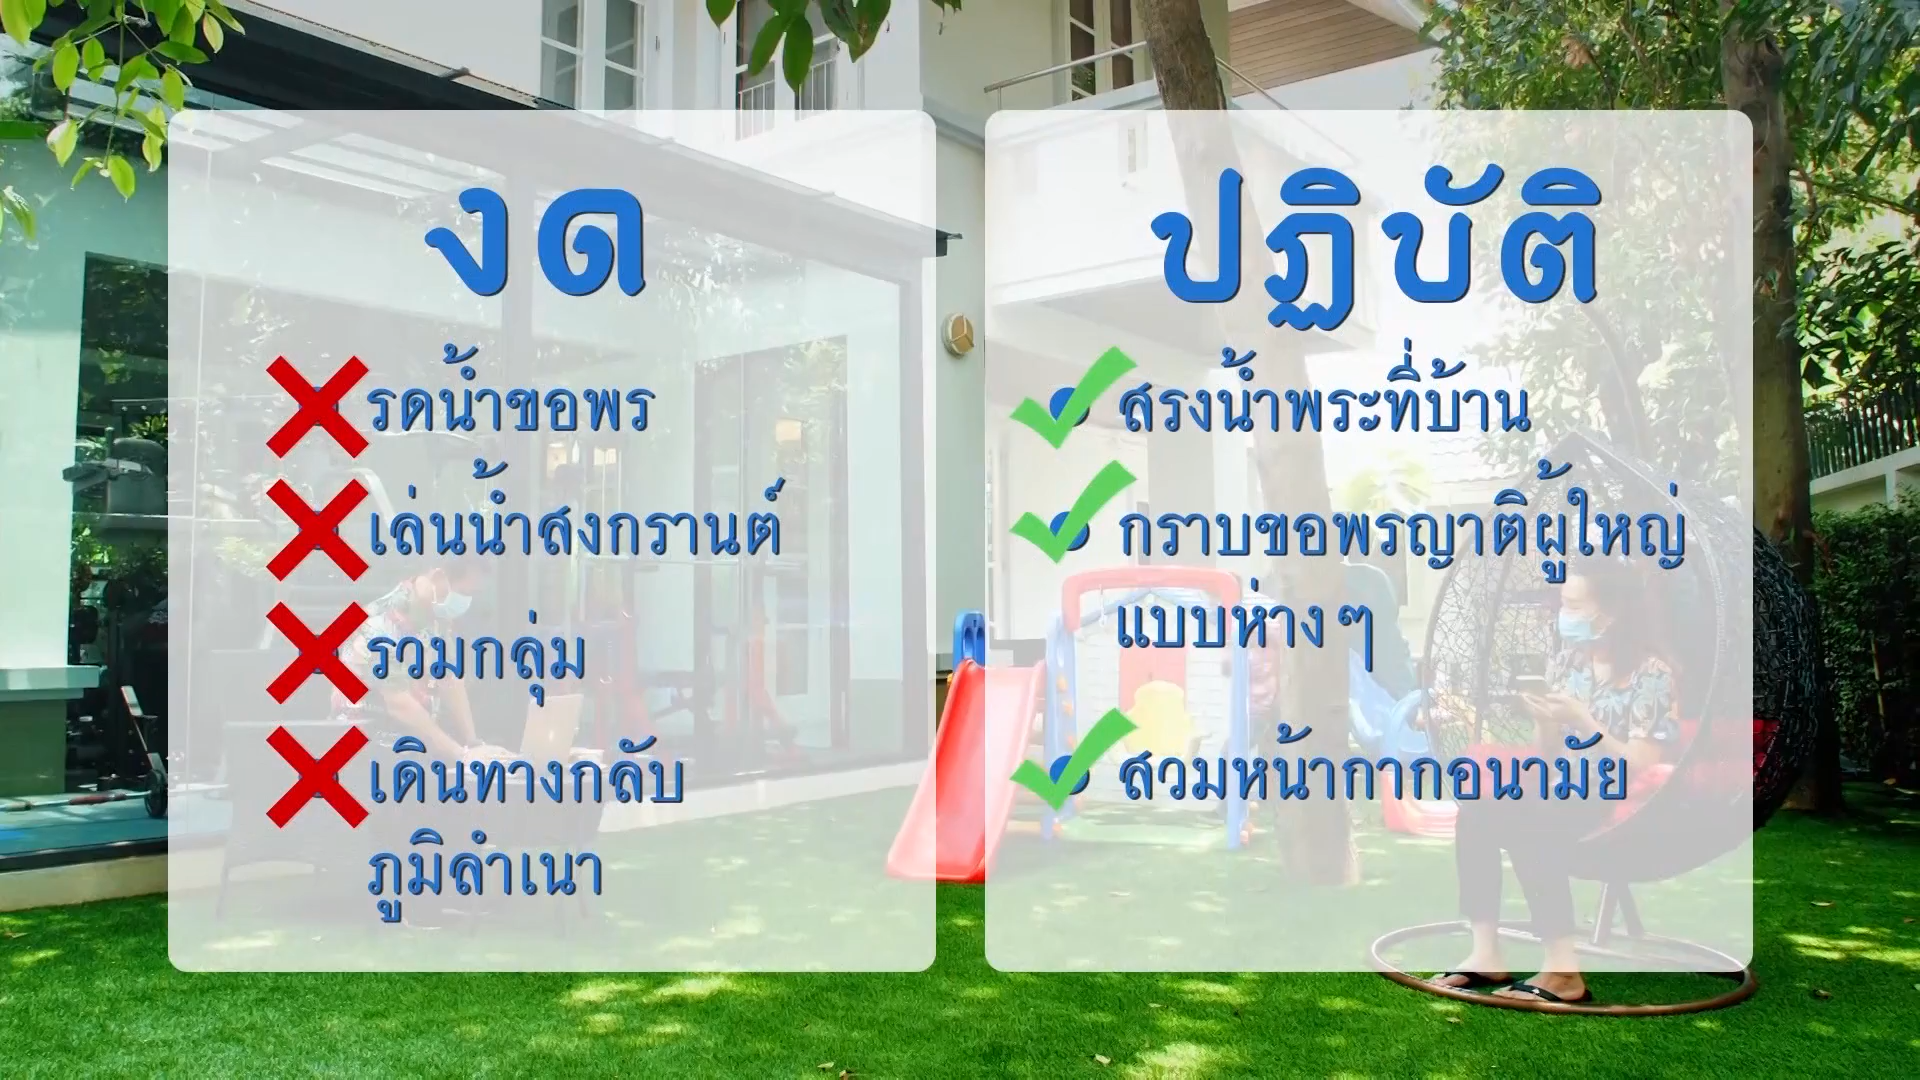 งด
รดน้ำขอพร
เล่นน้ำสงกรานต์
รวมกลุ่ม
เดินทางกลับ
ภูมิลำเนา
ปฏิบัติ
สรงน้ำพระที่บ้าน
กราบขอพรญาติผู้ใหญ่
แบบห่างๆ
สวมหน้ากากอนามัย